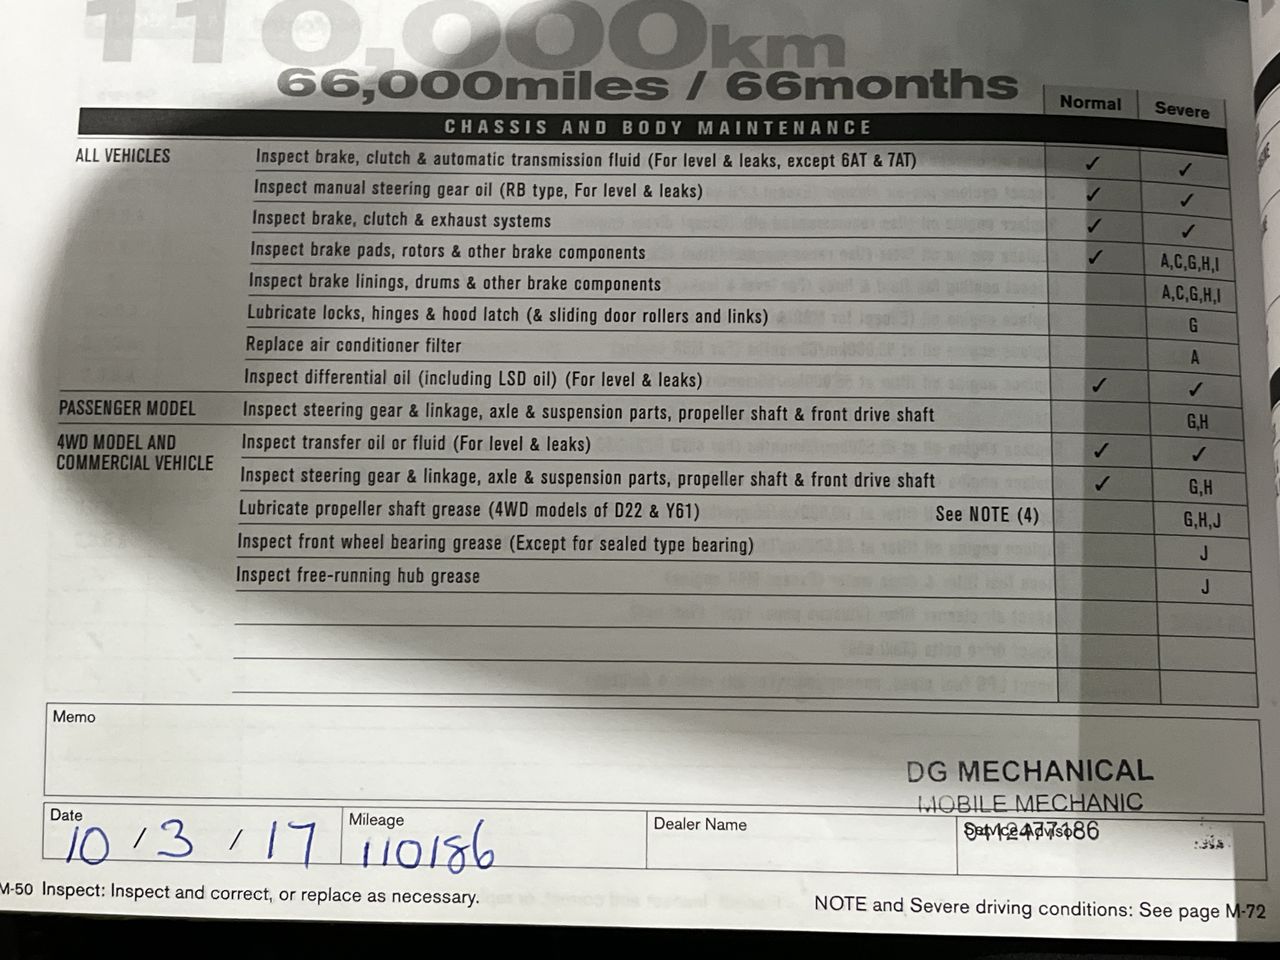 110,000km
66,000miles / 66months
Normal Severe
CHASSIS AND BODY MAINTENANCE
ALL VEHICLES Inspect brake, clutch & automatic transmission fluid (For level & leaks, except 6AT & 7AT) ✓ ✓
Inspect manual steering gear oil (RB type, For level & leaks) ✓ ✓
Inspect brake, clutch & exhaust systems ✓ ✓
Inspect brake pads, rotors & other brake components ✓ A,C,G,H,I
Inspect brake linings, drums & other brake components A,C,G,H,I
Lubricate locks, hinges & hood latch (& sliding door rollers and links) G
Replace air conditioner filter A
Inspect differential oil (including LSD oil) (For level & leaks) ✓ ✓
PASSENGER MODEL Inspect steering gear & linkage, axle & suspension parts, propeller shaft & front drive shaft G,H
4WD MODEL AND COMMERCIAL VEHICLE Inspect transfer oil or fluid (For level & leaks) ✓ ✓
Inspect steering gear & linkage, axle & suspension parts, propeller shaft & front drive shaft ✓ G,H
Lubricate propeller shaft grease (4WD models of D22 & Y61) See NOTE (4) G,H,J
Inspect front wheel bearing grease (Except for sealed type bearing) J
Inspect free-running hub grease J
Memo
DG MECHANICAL
MOBILE MECHANIC
0412477186
Date 10 / 3 / 17 Mileage 110186 Dealer Name Service Advisor
M-50 Inspect: Inspect and correct, or replace as necessary. NOTE and Severe driving conditions: See page M-72